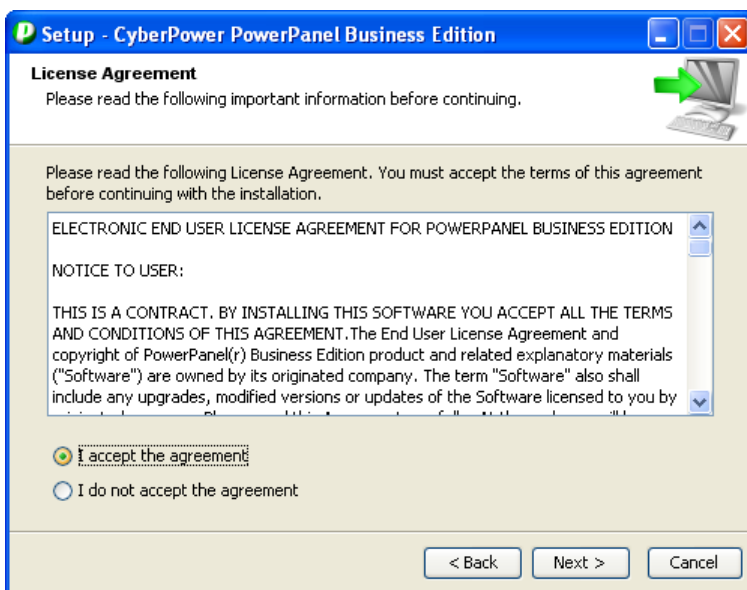 Setup - CyberPower PowerPanel Business Edition
License Agreement
Please read the following important information before continuing.
Please read the following License Agreement. You must accept the terms of this agreement
before continuing with the installation.
ELECTRONIC END USER LICENSE AGREEMENT FOR POWERPANEL BUSINESS EDITION
NOTICE TO USER:
THIS IS A CONTRACT. BY INSTALLING THIS SOFTWARE YOU ACCEPT ALL THE TERMS
AND CONDITIONS OF THIS AGREEMENT.The End User License Agreement and
copyright of PowerPanel(r) Business Edition product and related explanatory materials
("Software") are owned by its originated company. The term "Software" also shall
include any upgrades, modified versions or updates of the Software licensed to you by
I accept the agreement
I do not accept the agreement
< Back
Next >
Cancel